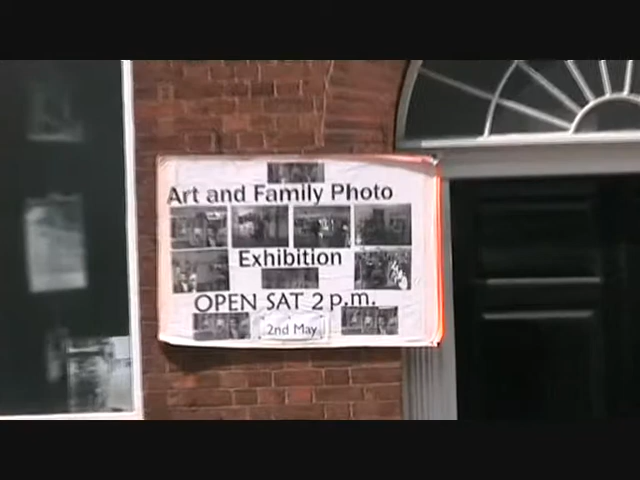 Art and Family Photo
Exhibition
OPEN SAT 2 p.m.
2nd May